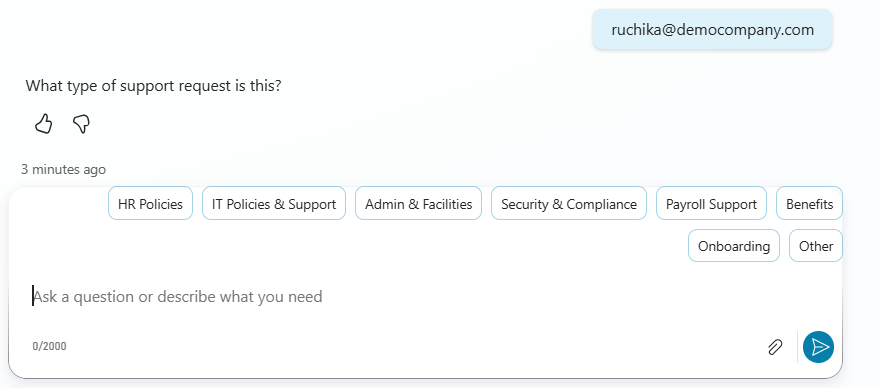 ruchika@democompany.com
What type of support request is this?
3 minutes ago
HR Policies IT Policies & Support Admin & Facilities Security & Compliance Payroll Support Benefits
Onboarding Other
Ask a question or describe what you need
0/2000